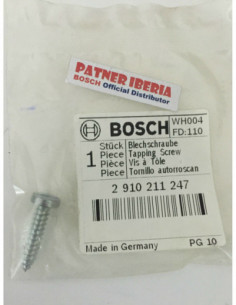 PATNER IBERIA
BOSCH Official Distributor
BOSCH
WH004
FD:110
1
Stück Blechschraube
Piece Tapping Screw
Pièce Vis à Tôle
Piece Tornillo autorroscan
2 910 211 247
Made in Germany PG 10